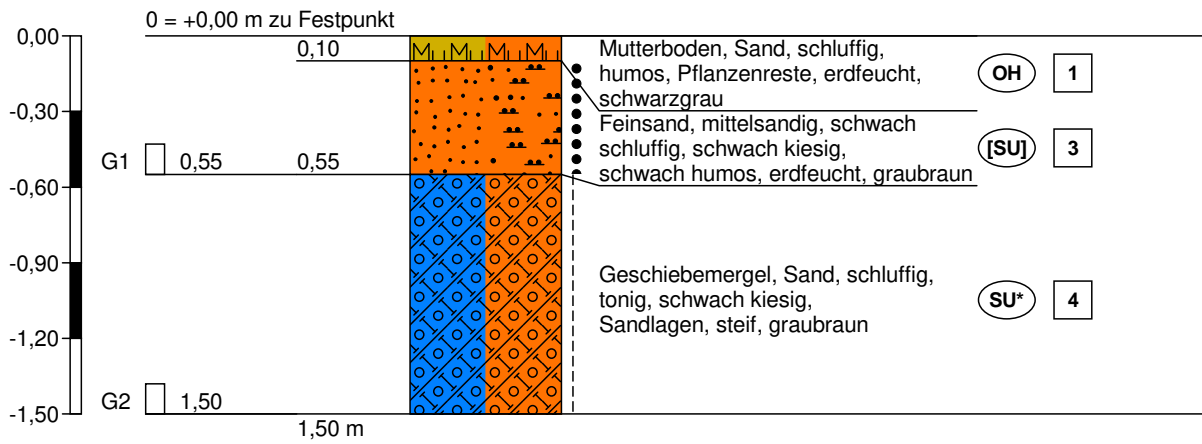 0 = +0,00 m zu Festpunkt
0,00
0,10
Mutterboden, Sand, schluffig,
humos, Pflanzenreste, erdfeucht,
schwarzgrau
OH 1
-0,30
Feinsand, mittelsandig, schwach
schluffig, schwach kiesig,
schwach humos, erdfeucht, graubraun
[SU] 3
G1 0,55 0,55
-0,60
-0,90
Geschiebemergel, Sand, schluffig,
tonig, schwach kiesig,
Sandlagen, steif, graubraun
SU* 4
-1,20
G2 1,50
-1,50
1,50 m